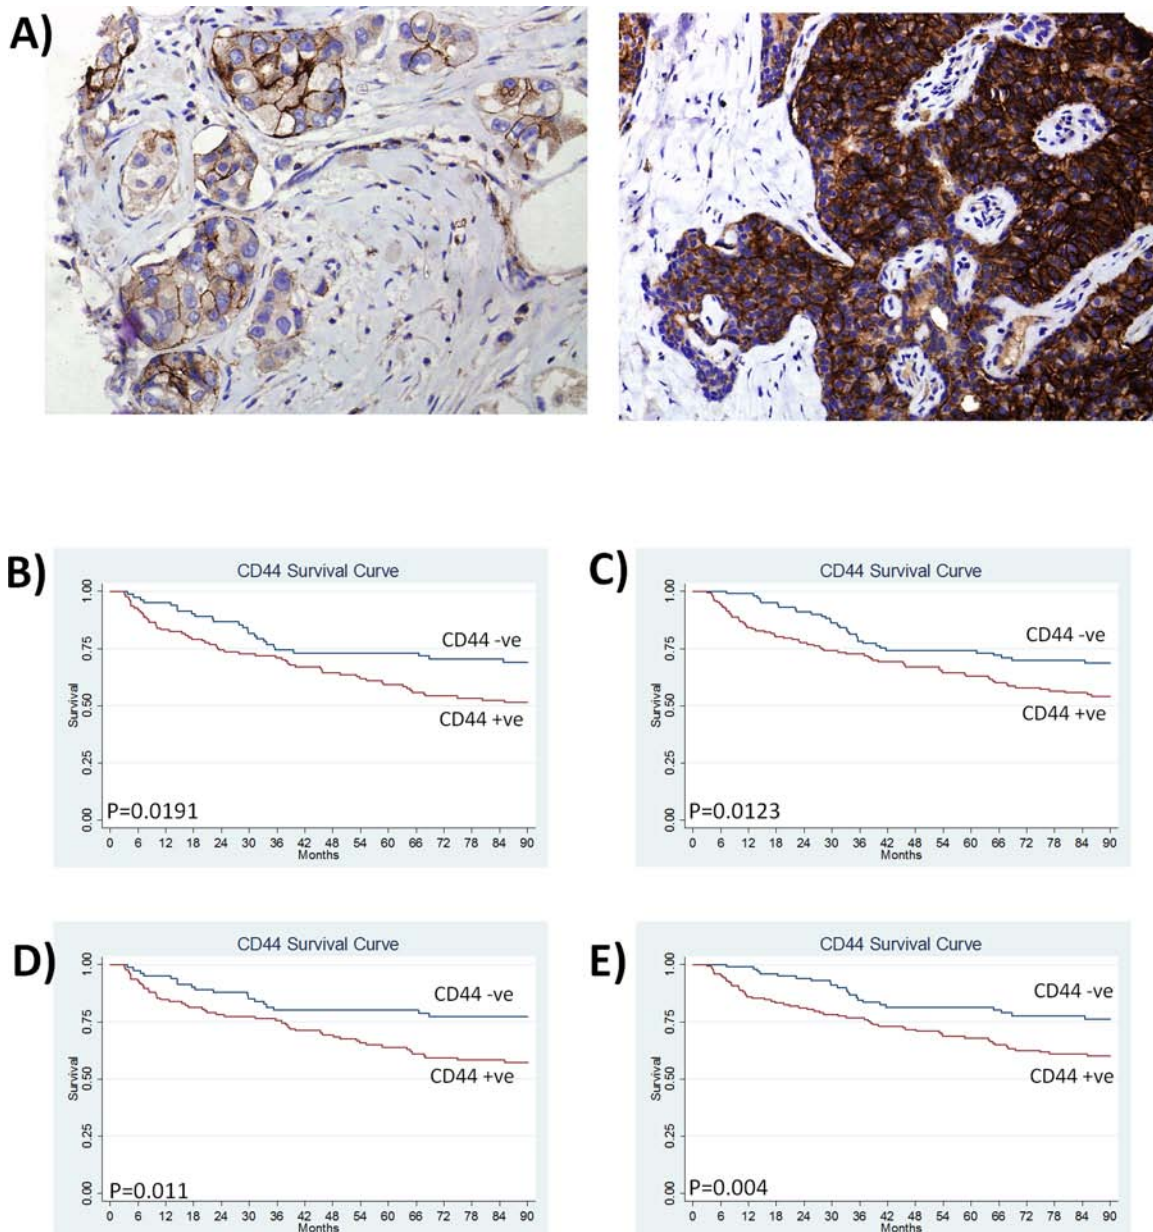 A)
B)
CD44 Survival Curve
1.00
0.75
0.50
0.25
0.00
Survival
CD44 -ve
CD44 +ve
P=0.0191
0 6 12 18 24 30 36 42 48 54 60 66 72 78 84 90
Months
C)
CD44 Survival Curve
1.00
0.75
0.50
0.25
0.00
Survival
CD44 -ve
CD44 +ve
P=0.0123
0 6 12 18 24 30 36 42 48 54 60 66 72 78 84 90
Months
D)
CD44 Survival Curve
1.00
0.75
0.50
0.25
0.00
Survival
CD44 -ve
CD44 +ve
P=0.011
0 6 12 18 24 30 36 42 48 54 60 66 72 78 84 90
Months
E)
CD44 Survival Curve
1.00
0.75
0.50
0.25
0.00
Survival
CD44 -ve
CD44 +ve
P=0.004
0 6 12 18 24 30 36 42 48 54 60 66 72 78 84 90
Months